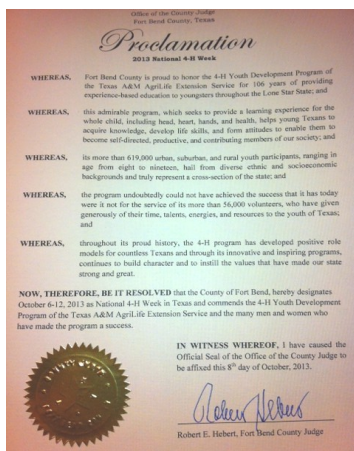 Office of the County Judge
Fort Bend County, Texas
Proclamation
2013 National 4-H Week
WHEREAS, Fort Bend County is proud to honor the 4-H Youth Development Program of
the Texas A&M AgriLife Extension Service for 106 years of providing
experience-based education to youngsters throughout the Lone Star State; and
WHEREAS, this admirable program, which seeks to provide a learning experience for the
whole child, including head, heart, hands, and health, helps young Texans to
acquire knowledge, develop life skills, and form attitudes to enable them to
become self-directed, productive, and contributing members of our society; and
WHEREAS, its more than 619,000 urban, suburban, and rural youth participants, ranging in
age from eight to nineteen, hail from diverse ethnic and socioeconomic
backgrounds and truly represent a cross-section of the state; and
WHEREAS, the program undoubtedly could not have achieved the success that it has today
were it not for the service of its more than 56,000 volunteers, who have given
generously of their time, talents, energies, and resources to the youth of Texas;
and
WHEREAS, throughout its proud history, the 4-H program has developed positive role
models for countless Texans and through its innovative and inspiring programs,
continues to build character and to instill the values that have made our state
strong and great.
NOW, THEREFORE, BE IT RESOLVED that the County of Fort Bend, hereby designates
October 6-12, 2013 as National 4-H Week in Texas and commends the 4-H Youth Development
Program of the Texas A&M AgriLife Extension Service and the many men and women who
have made the program a success.
IN WITNESS WHEREOF, I have caused the
Official Seal of the Office of the County Judge to
be affixed this 8th day of October, 2013.
Robert Hebert
Robert E. Hebert, Fort Bend County Judge